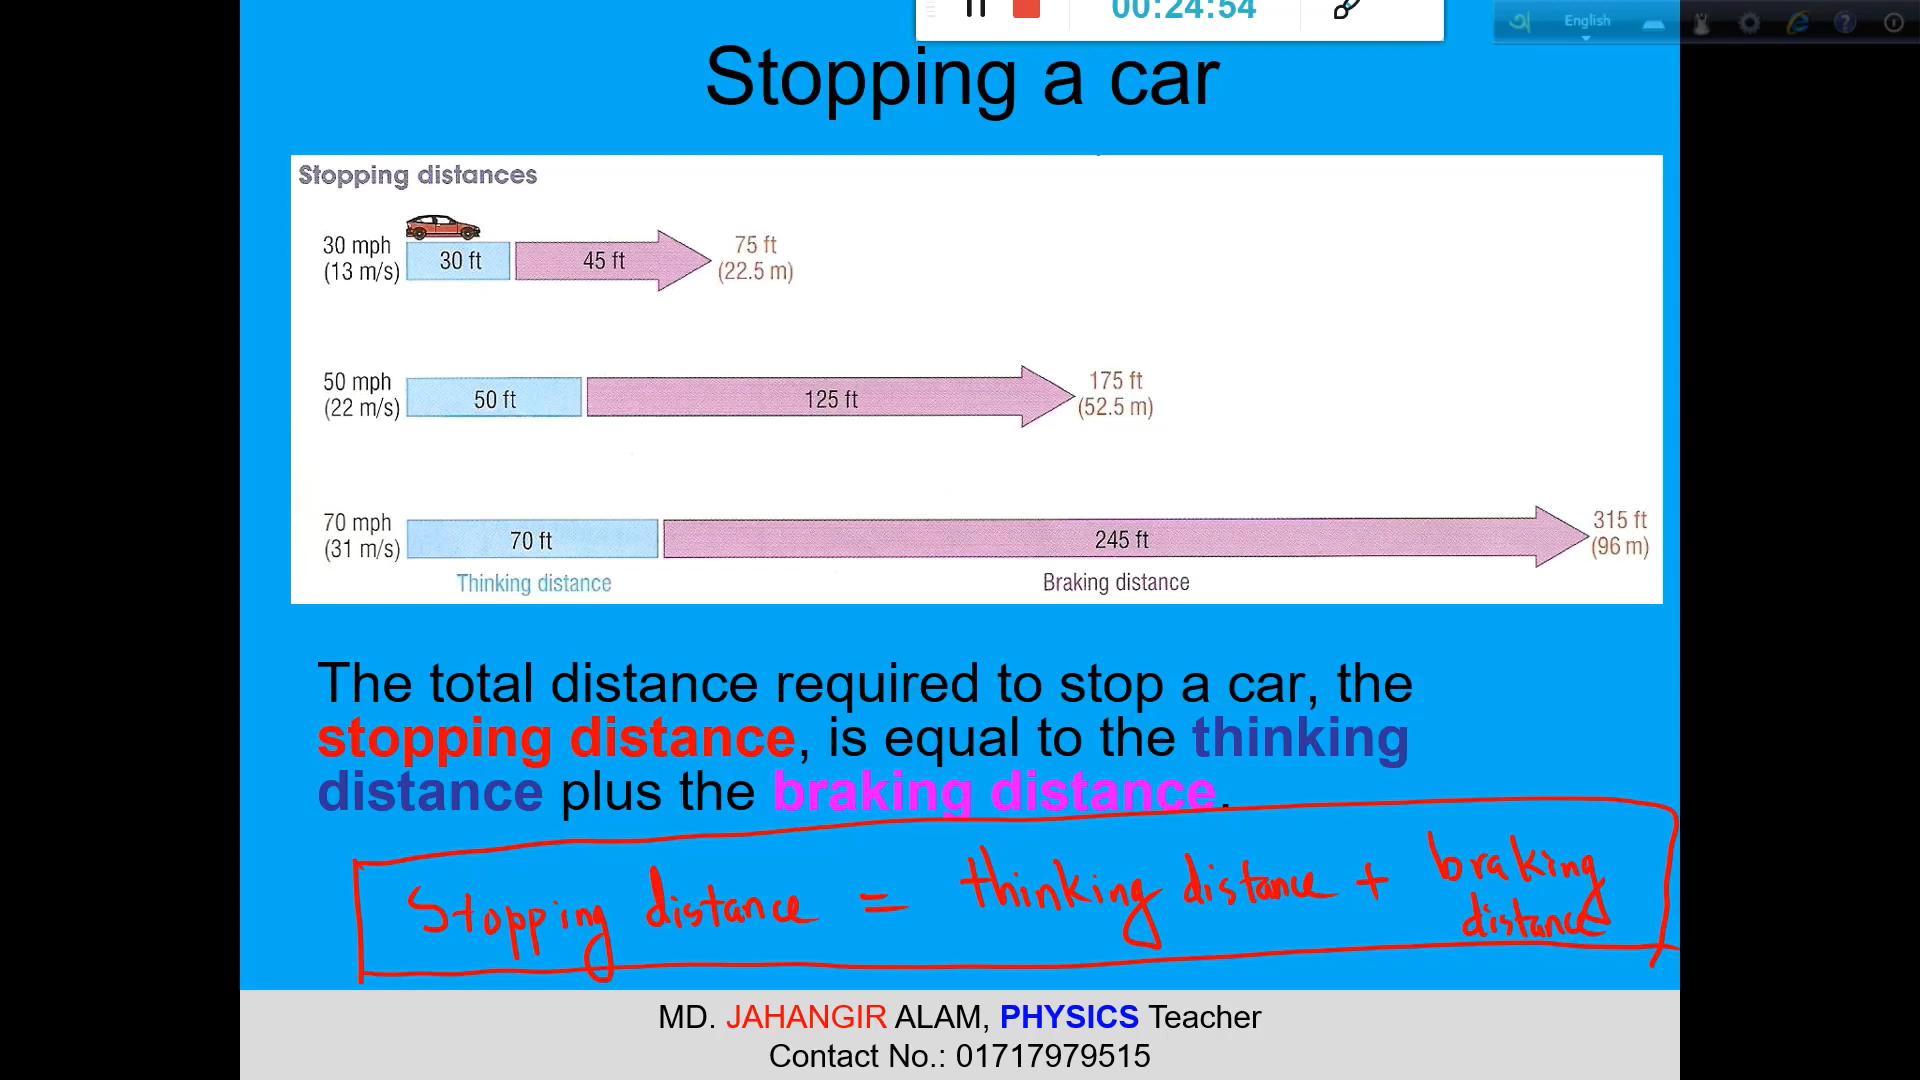 00:24:54
English
Stopping a car
Stopping distances
30 mph
(13 m/s)
30 ft
45 ft
75 ft
(22.5 m)
50 mph
(22 m/s)
50 ft
125 ft
175 ft
(52.5 m)
70 mph
(31 m/s)
70 ft
245 ft
315 ft
(96 m)
Thinking distance
Braking distance
The total distance required to stop a car, the
stopping distance, is equal to the thinking
distance plus the braking distance.
Stopping distance = thinking distance + braking
distance
MD. JAHANGIR ALAM, PHYSICS Teacher
Contact No.: 01717979515